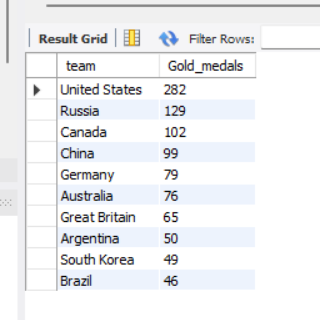 Result Grid Filter Rows:
team Gold_medals
United States 282
Russia 129
Canada 102
China 99
Germany 79
Australia 76
Great Britain 65
Argentina 50
South Korea 49
Brazil 46